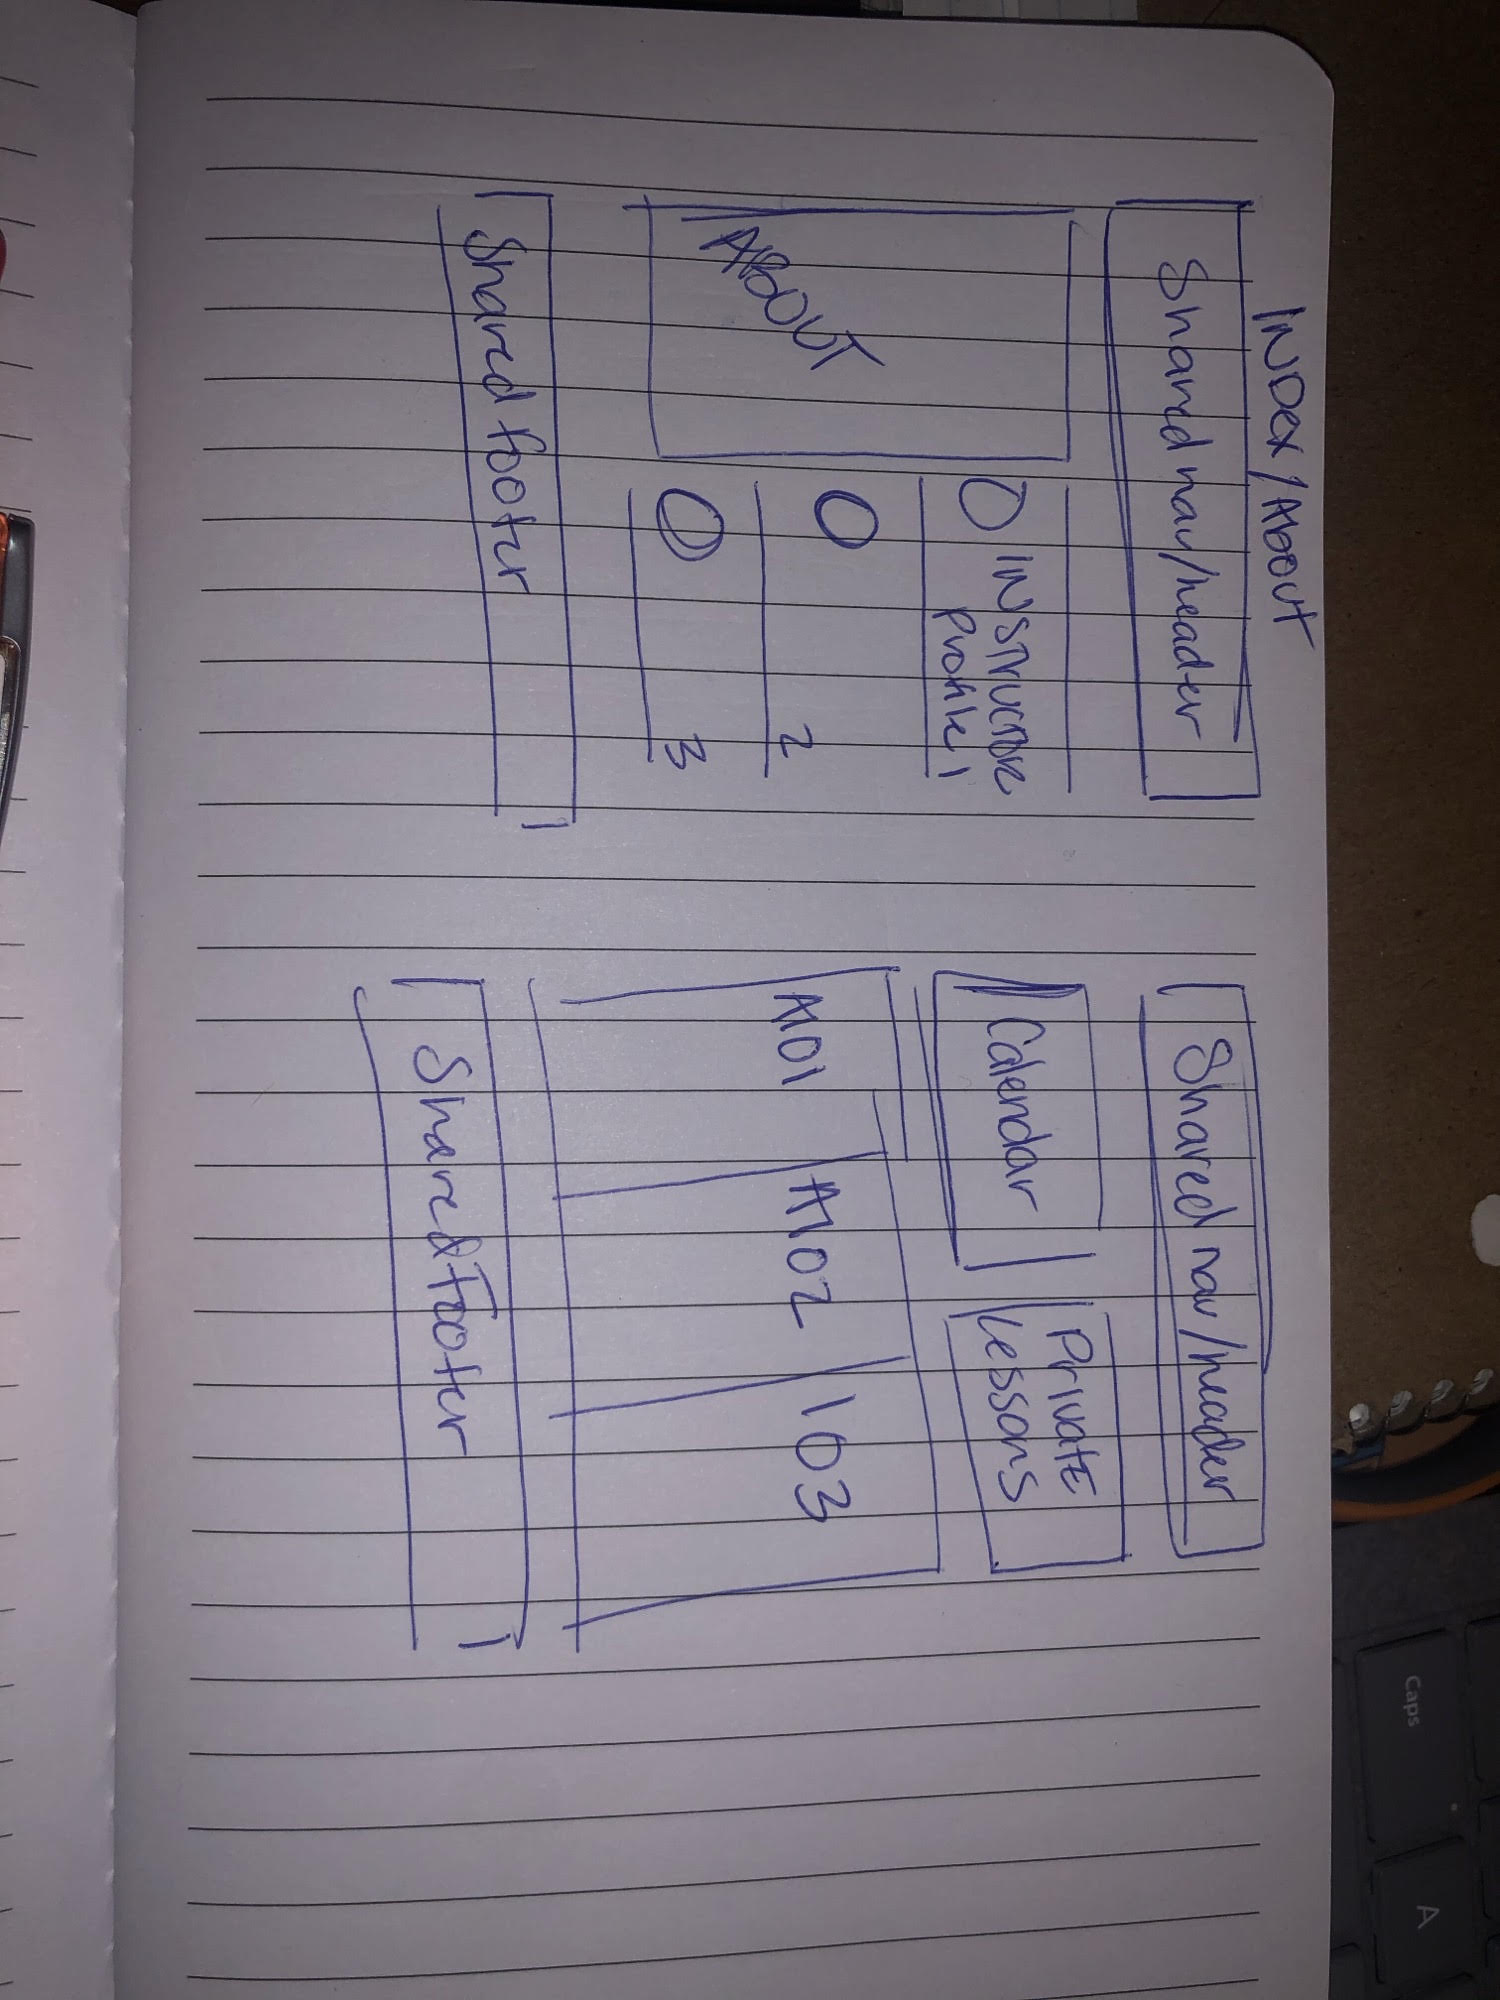 INDEX/About
Shared nav/header
ABOUT
INSTRUCTOR
Profile 1
2
3
Shared footer
Shared nav/header
Calendar
Private
Lessons
A101
A102
103
Shared Footer
Caps
A